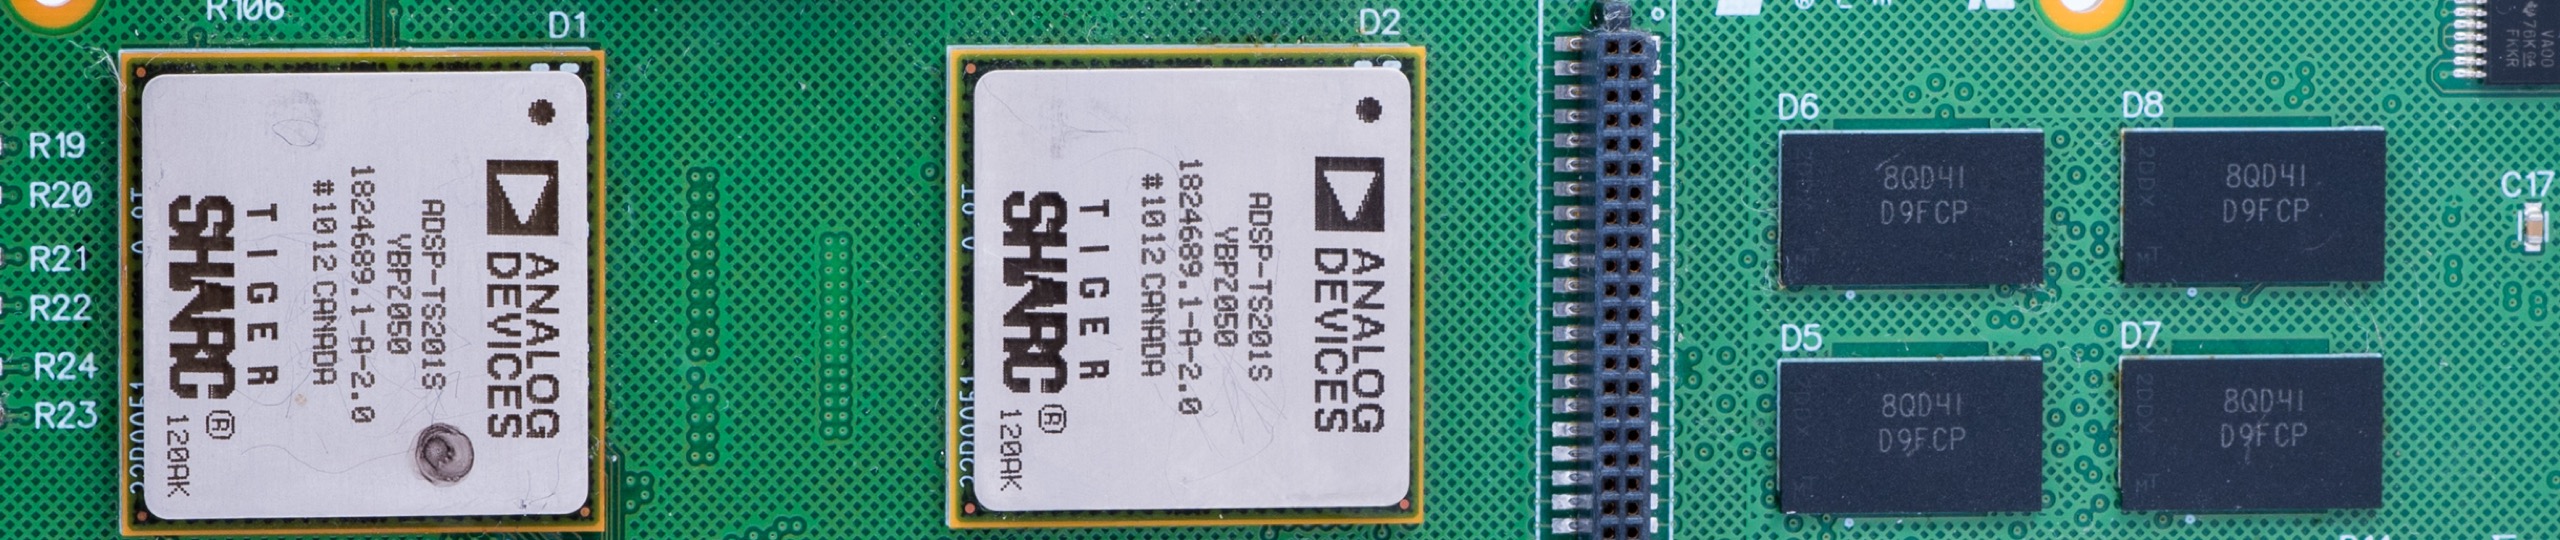 R106
D1
R19
R20
R21
R22
R24
R23
ANALOG
DEVICES
ADSP-TS201S
YBP2050
1824689.1-A-2.0
#1012 CANADA
TIGER
SHARC®
120AK
D2
ANALOG
DEVICES
ADSP-TS201S
YBP2050
1824689.1-A-2.0
#1012 CANADA
TIGER
SHARC®
120AK
D6
8QD41
D9FCP
D8
8QD41
D9FCP
D5
8QD41
D9FCP
D7
8QD41
D9FCP
C17